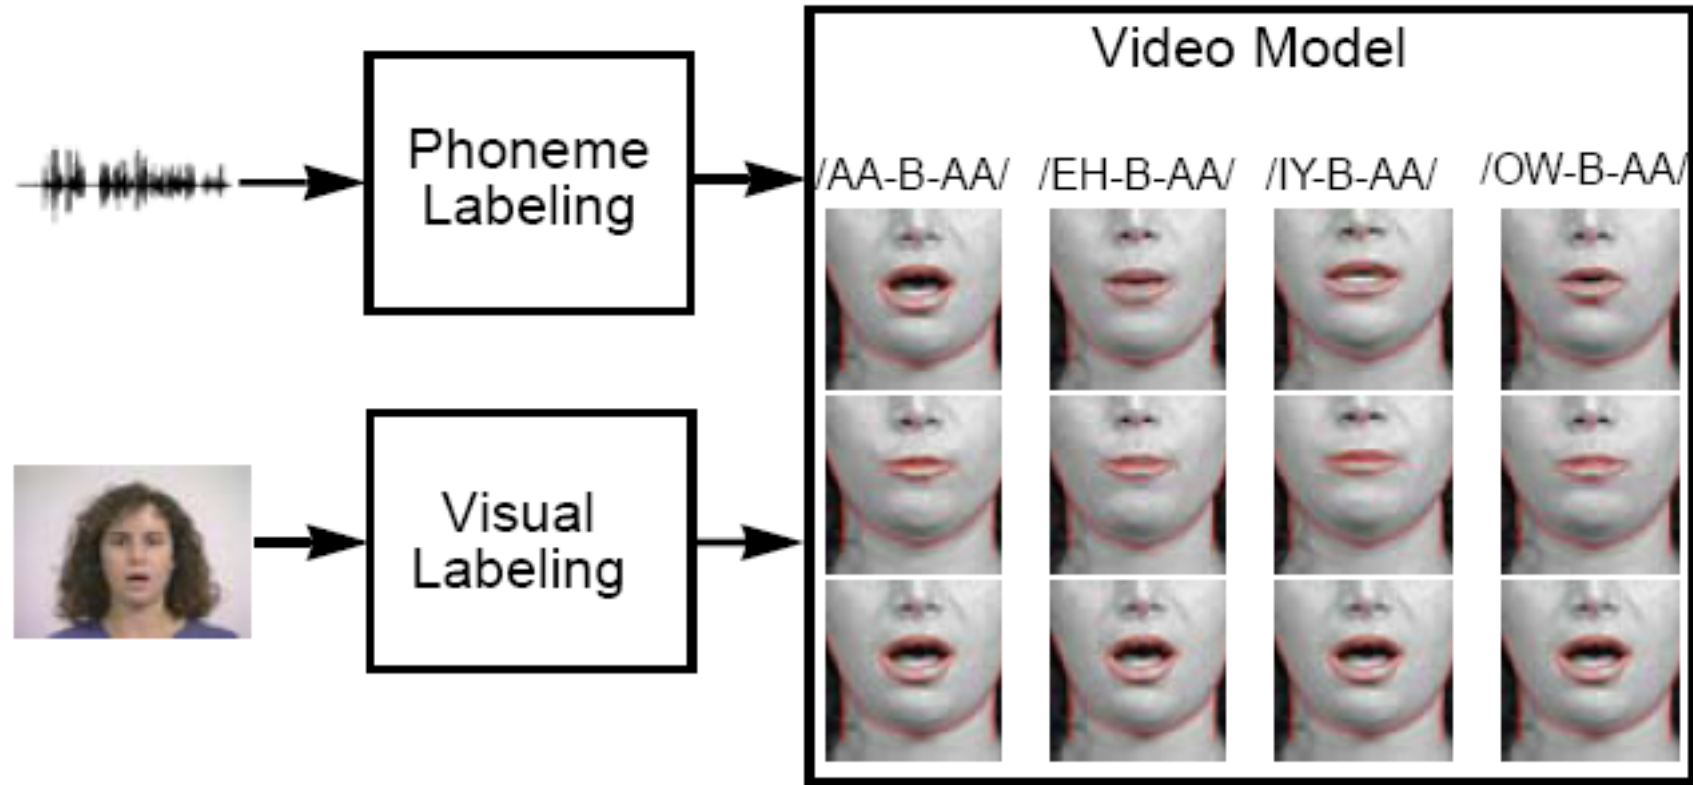 Phoneme
Labeling
Visual
Labeling
Video Model
/AA-B-AA/ /EH-B-AA/ /IY-B-AA/ /OW-B-AA/